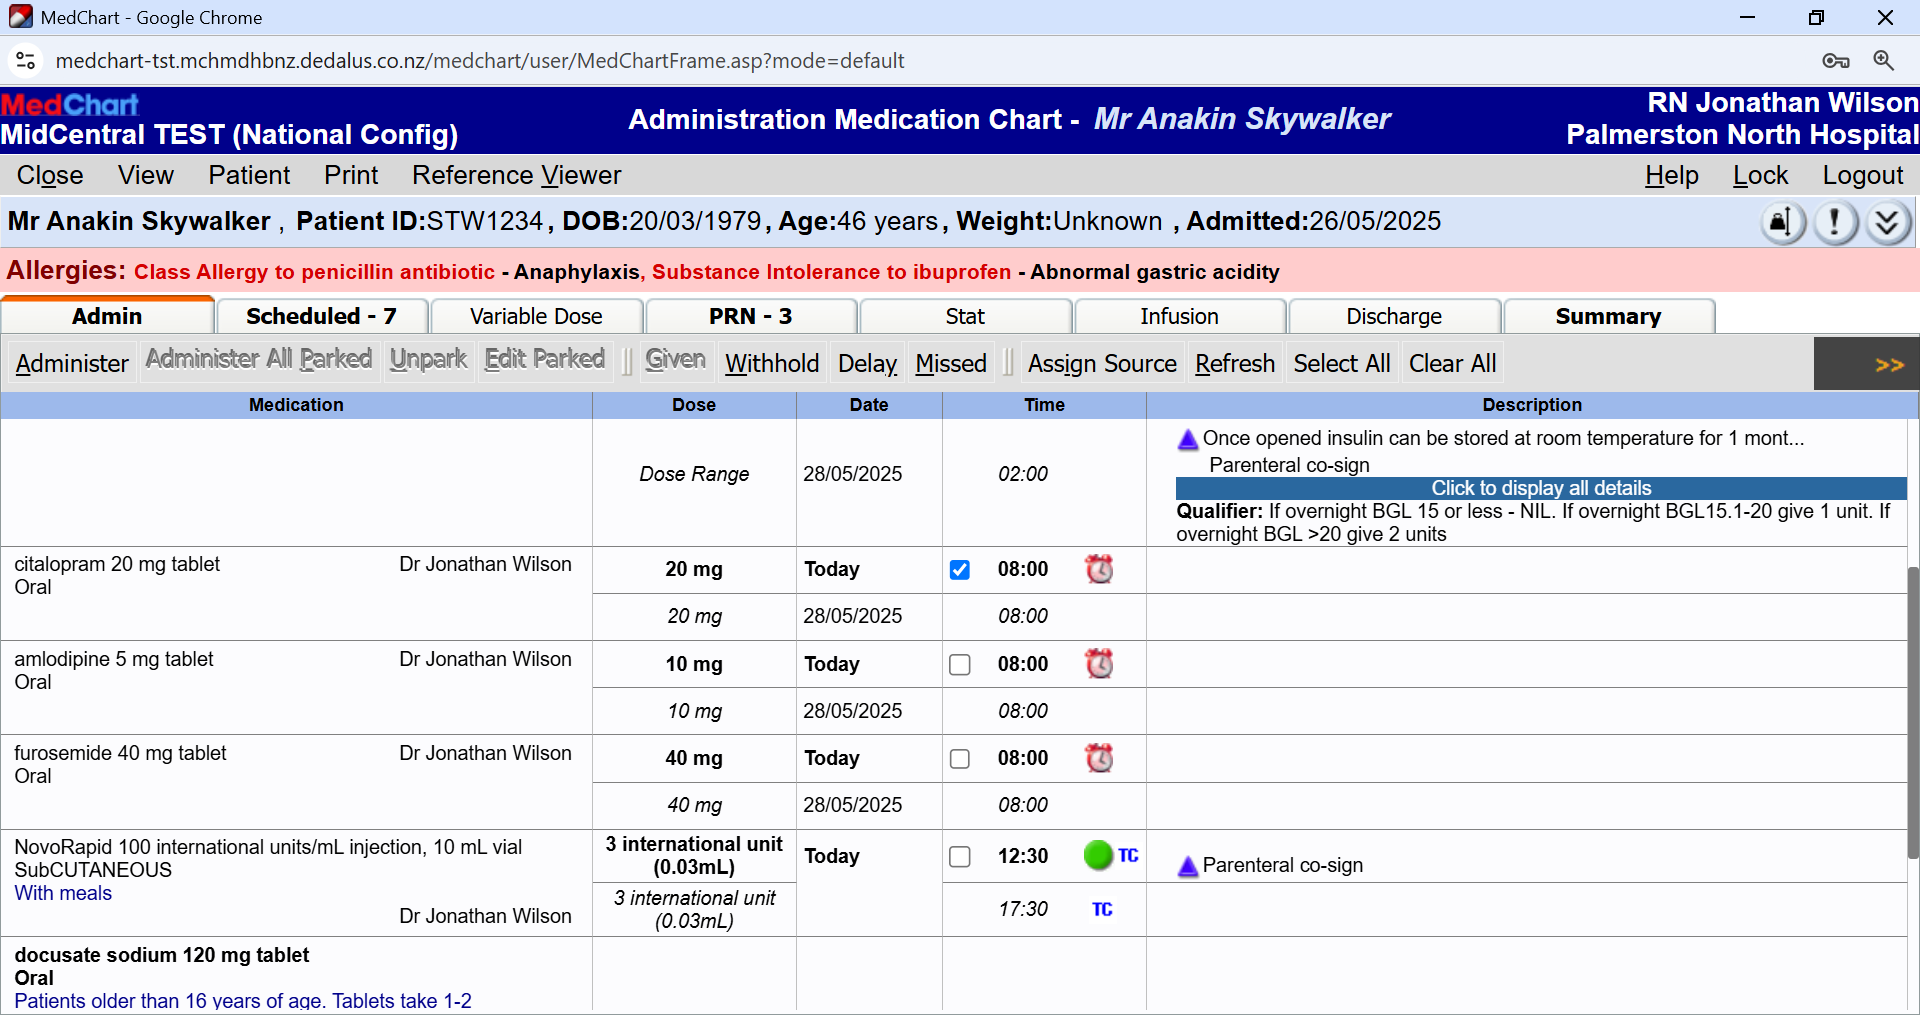 MedChart - Google Chrome
medchart-tst.mchmdhbnz.dedalus.co.nz/medchart/user/MedChartFrame.asp?mode=default
MedChart
MidCentral TEST (National Config)
Administration Medication Chart - Mr Anakin Skywalker
RN Jonathan Wilson
Palmerston North Hospital
Close View Patient Print Reference Viewer Help Lock Logout
Mr Anakin Skywalker , Patient ID:STW1234, DOB:20/03/1979, Age:46 years, Weight:Unknown , Admitted:26/05/2025
Allergies: Class Allergy to penicillin antibiotic - Anaphylaxis, Substance Intolerance to ibuprofen - Abnormal gastric acidity
Admin Scheduled - 7 Variable Dose PRN - 3 Stat Infusion Discharge Summary
Administer Administer All Parked Unpark Edit Parked Given Withhold Delay Missed Assign Source Refresh Select All Clear All >>
Medication Dose Date Time Description
Dose Range 28/05/2025 02:00
Once opened insulin can be stored at room temperature for 1 mont...
Parenteral co-sign
Click to display all details
Qualifier: If overnight BGL 15 or less - NIL. If overnight BGL15.1-20 give 1 unit. If
overnight BGL >20 give 2 units
citalopram 20 mg tablet Dr Jonathan Wilson 20 mg Today 08:00
Oral
20 mg 28/05/2025 08:00
amlodipine 5 mg tablet Dr Jonathan Wilson 10 mg Today 08:00
Oral
10 mg 28/05/2025 08:00
furosemide 40 mg tablet Dr Jonathan Wilson 40 mg Today 08:00
Oral
40 mg 28/05/2025 08:00
NovoRapid 100 international units/mL injection, 10 mL vial
SubCUTANEOUS
With meals
Dr Jonathan Wilson
3 international unit
(0.03mL)
Today 12:30 TC Parenteral co-sign
3 international unit
(0.03mL)
17:30 TC
docusate sodium 120 mg tablet
Oral
Patients older than 16 years of age. Tablets take 1-2